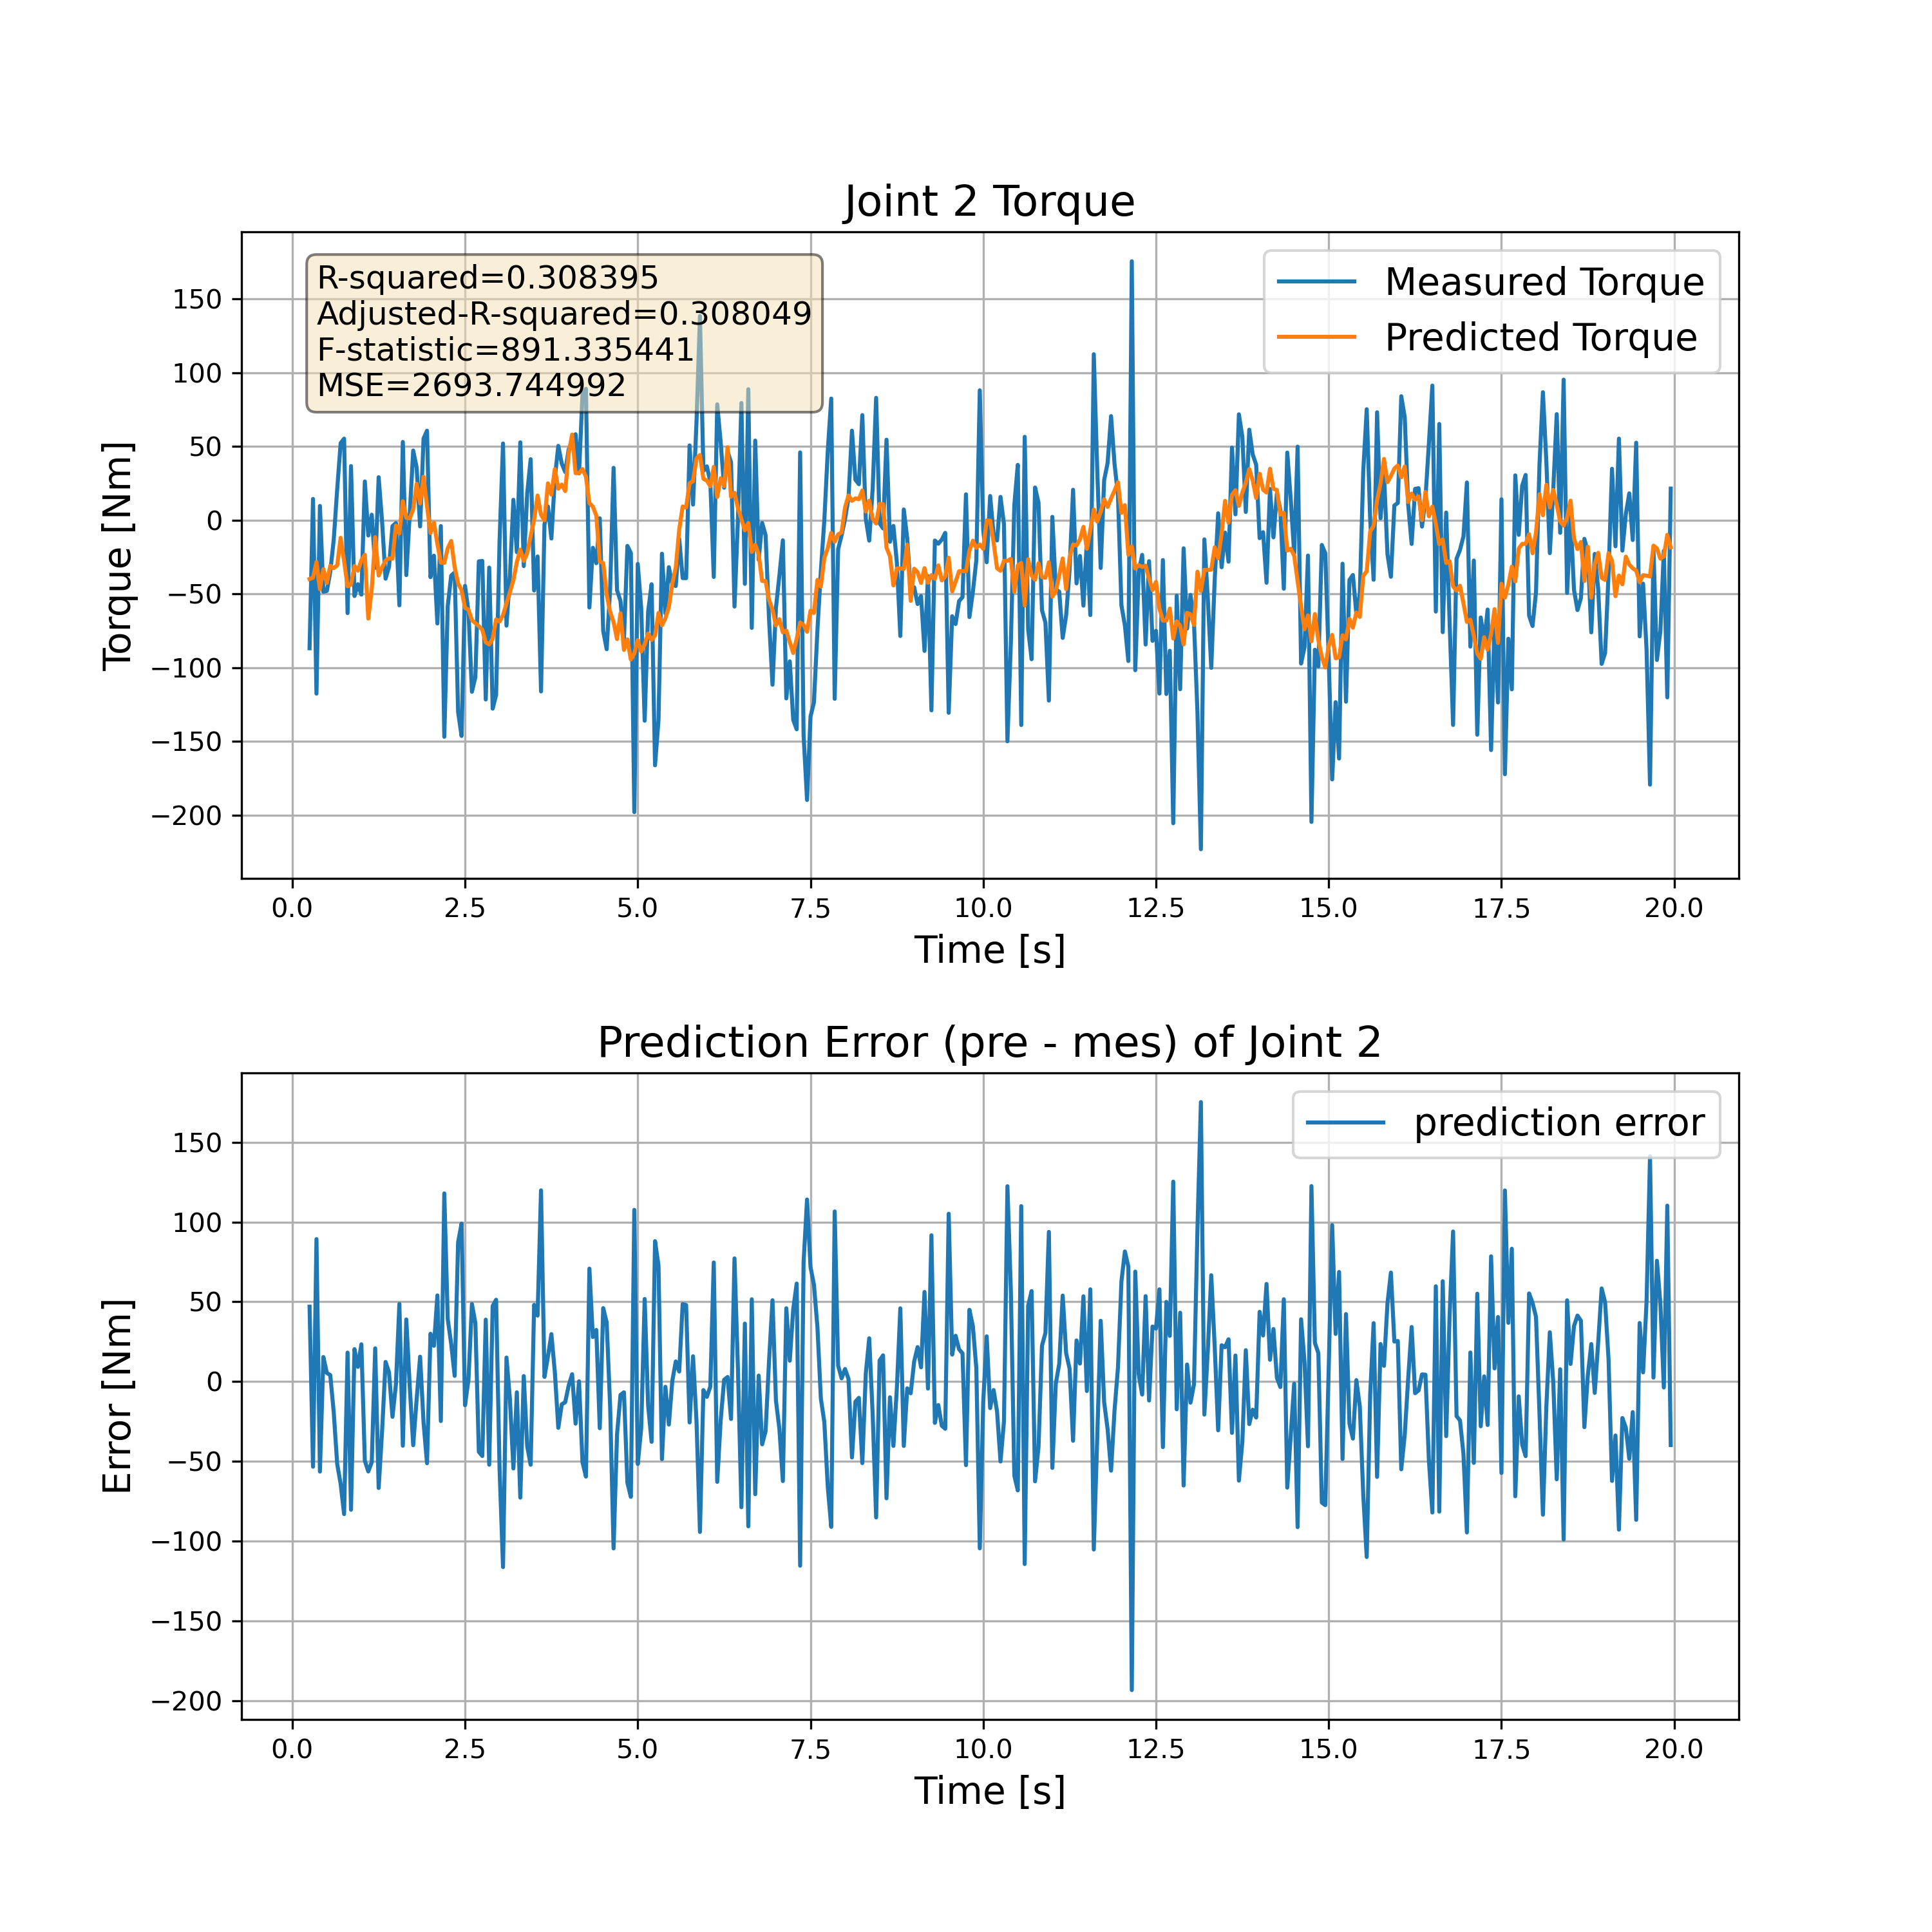 Joint 2 Torque
R-squared=0.308395
Adjusted-R-squared=0.308049
F-statistic=891.335441
MSE=2693.744992
Measured Torque
Predicted Torque
Torque [Nm]
150
100
50
0
−50
−100
−150
−200
0.0 2.5 5.0 7.5 10.0 12.5 15.0 17.5 20.0
Time [s]
Prediction Error (pre - mes) of Joint 2
prediction error
Error [Nm]
150
100
50
0
−50
−100
−150
−200
0.0 2.5 5.0 7.5 10.0 12.5 15.0 17.5 20.0
Time [s]